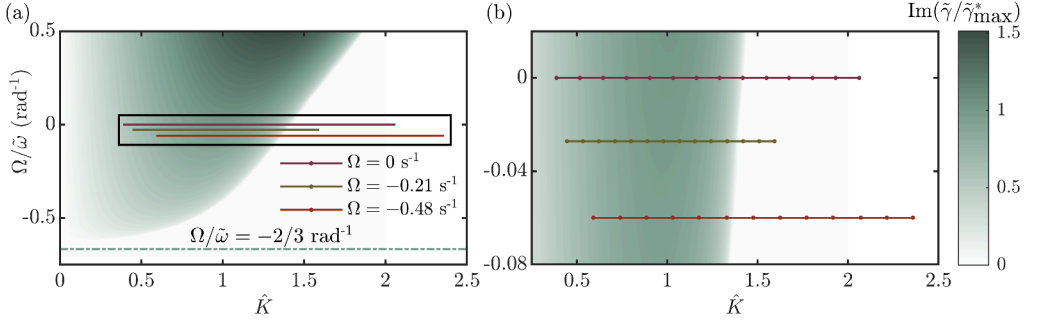 (a)
(b)
Im(γ̃/γ̃*max)
0.5
0
-0.5
Ω/ω̃ (rad-1)
Ω = 0 s-1
Ω = −0.21 s-1
Ω = −0.48 s-1
Ω/ω̃ = −2/3 rad-1
0 0.5 1 1.5 2 2.5
K̂
0
-0.04
-0.08
0 0.5 1 1.5 2 2.5
K̂
1.5
1
0.5
0